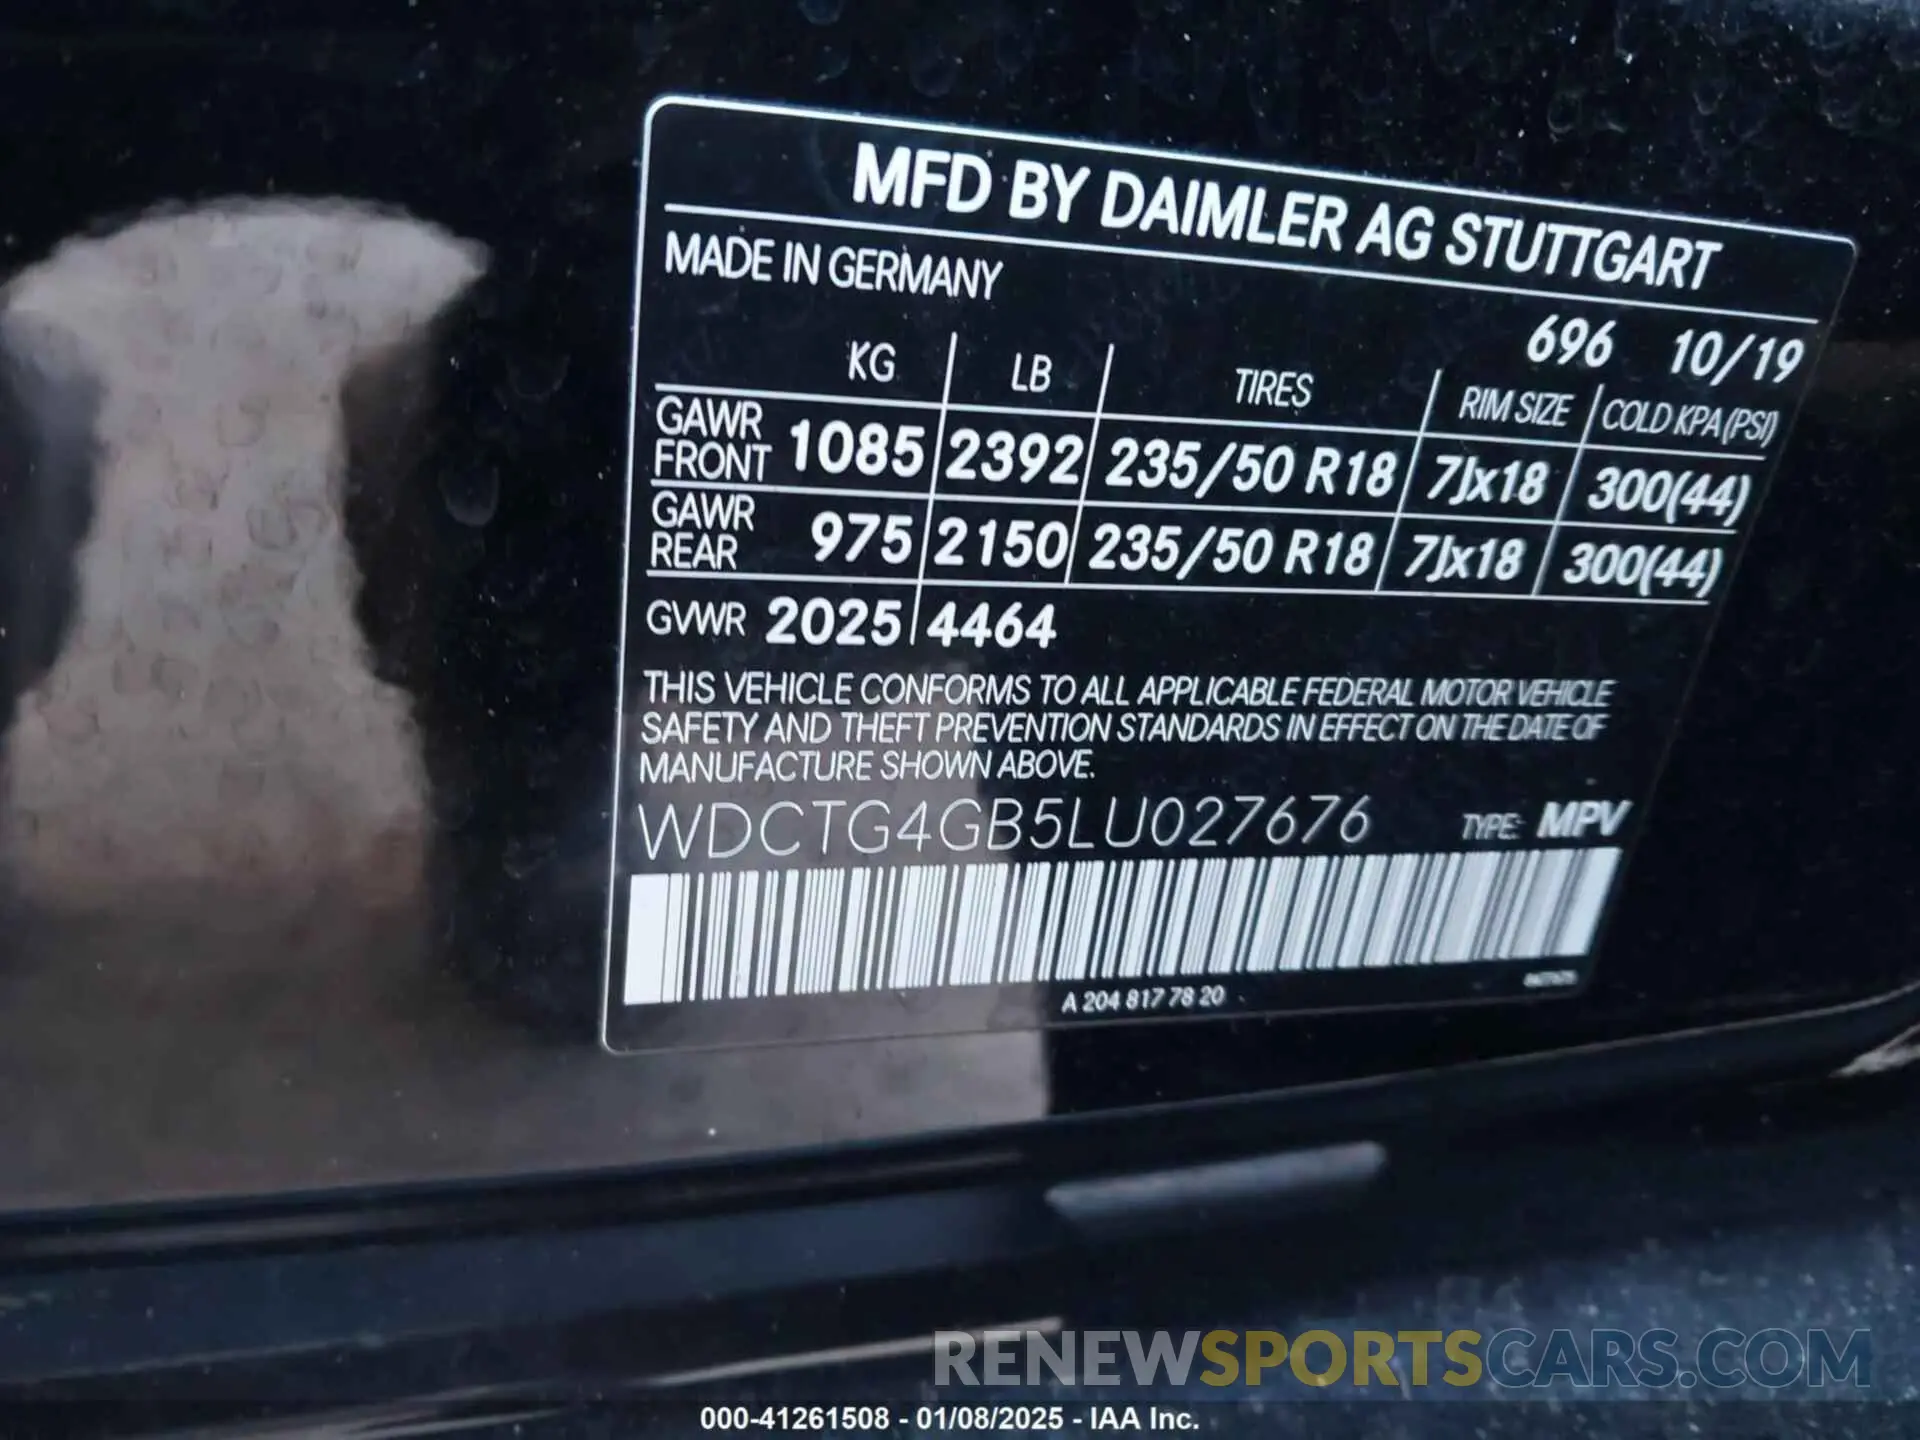 MFD BY DAIMLER AG STUTTGART
MADE IN GERMANY
696 10/19
KG LB TIRES RIM SIZE COLD KPA(PSI)
GAWR FRONT 1085 2392 235/50 R18 7Jx18 300(44)
GAWR REAR 975 2150 235/50 R18 7Jx18 300(44)
GVWR 2025 4464
THIS VEHICLE CONFORMS TO ALL APPLICABLE FEDERAL MOTOR VEHICLE
SAFETY AND THEFT PREVENTION STANDARDS IN EFFECT ON THE DATE OF
MANUFACTURE SHOWN ABOVE.
WDCTG4GB5LU027676 TYPE: MPV
A 204 817 78 20
RENEWSPORTSCARS.COM
000-41261508 - 01/08/2025 - IAA Inc.